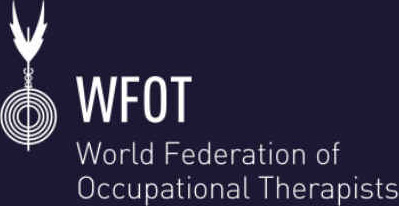 WFOT
World Federation of
Occupational Therapists